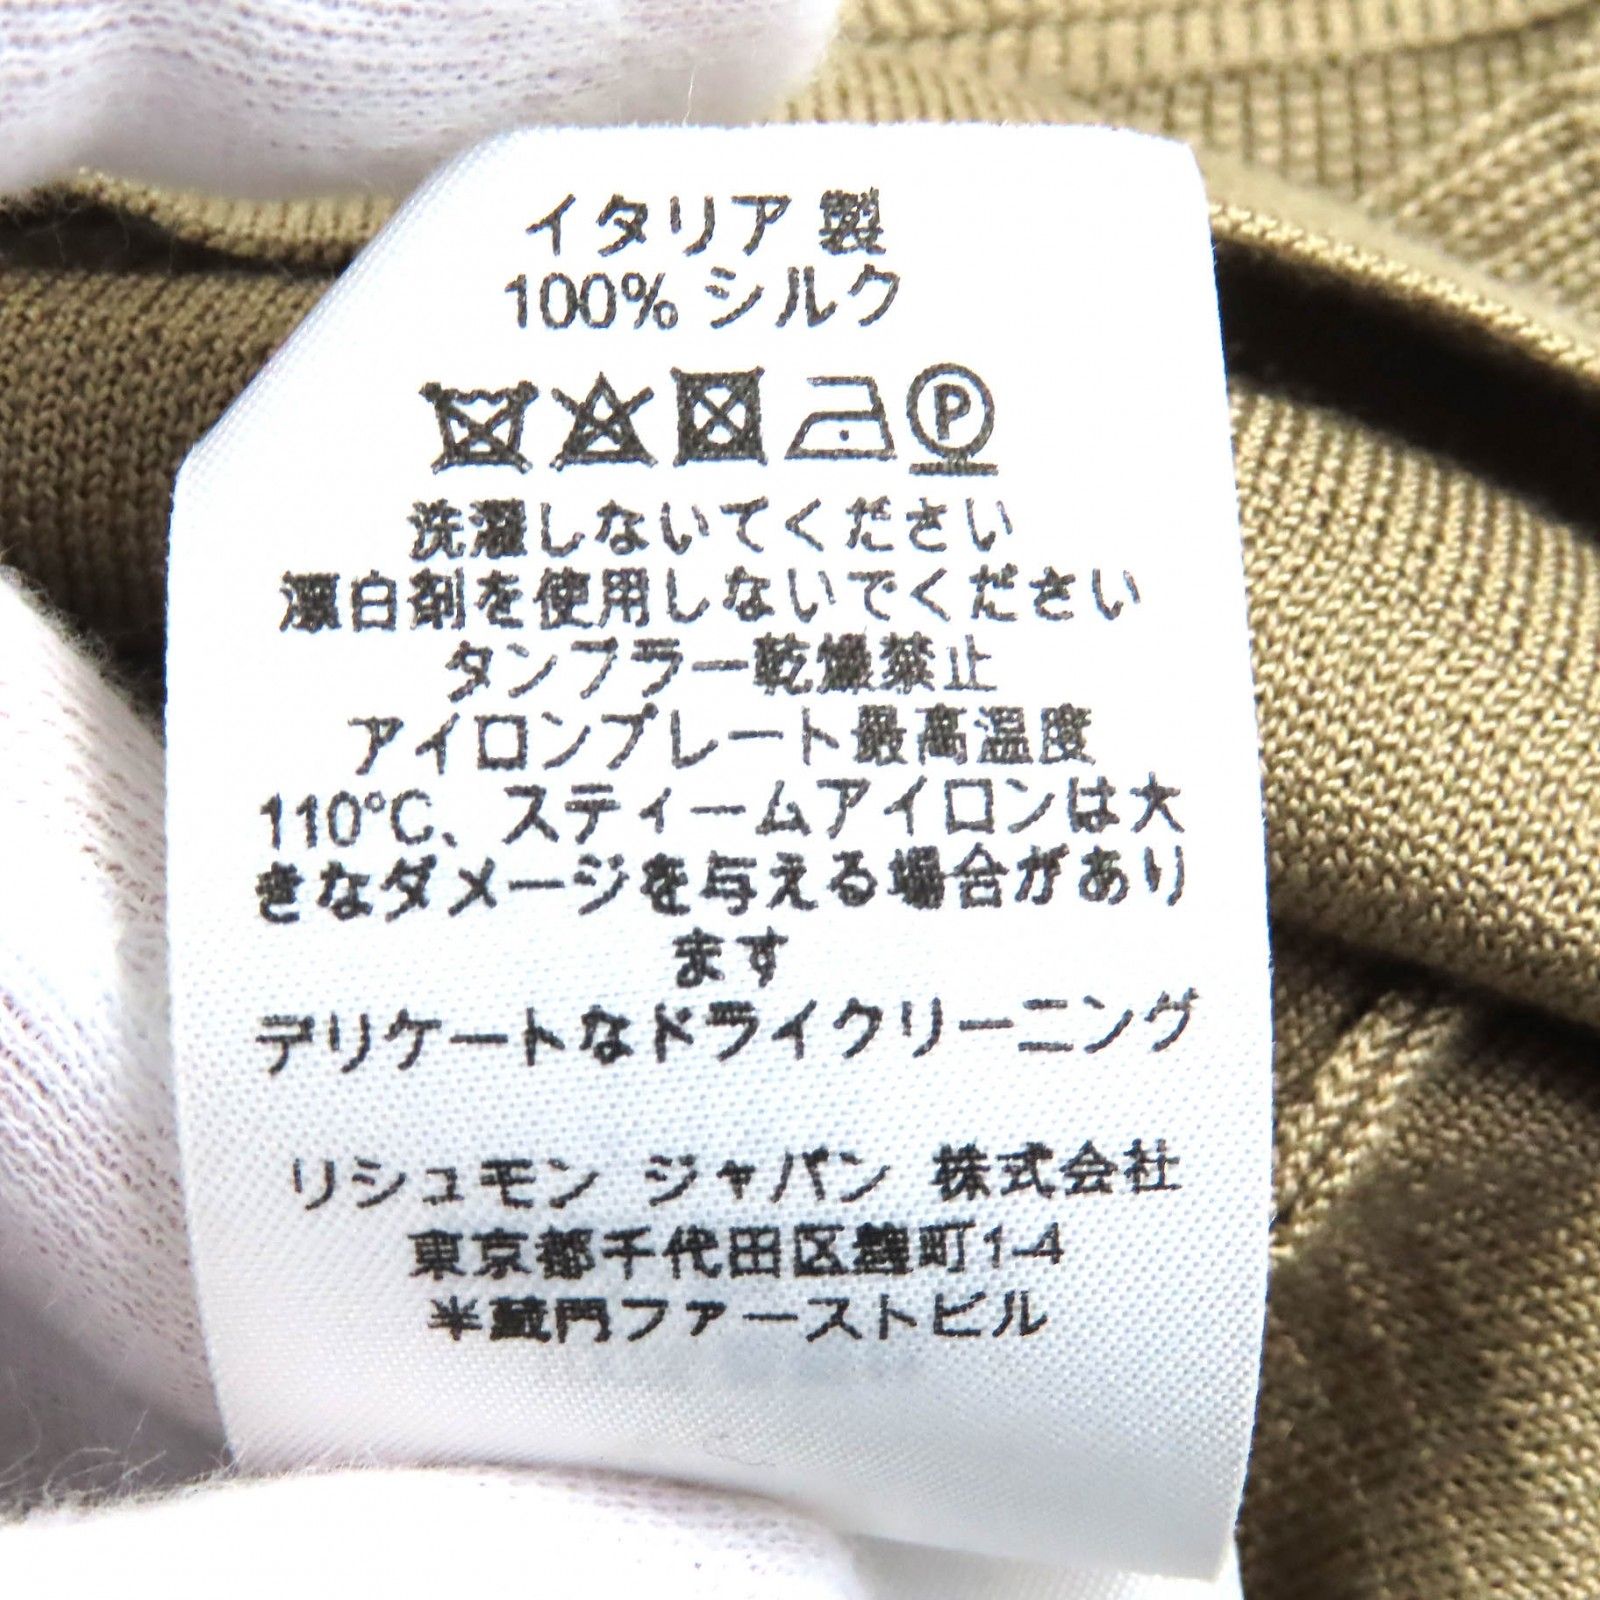 イタリア 製
100% シルク
P
洗濯しないてください
漂白剤を使用しないでください
タンブラー乾燥禁止
アイロンプレート最高温度
110°C、スティームアイロンは大
きなダメージを与える場合があり
ます
デリケートなドライクリーニング
リシュモン ジャパン 株式会社
東京都千代田区麹町1-4
半蔵門ファーストビル